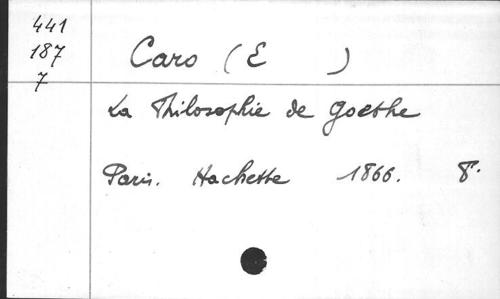 441
187
7
Caro (E )
La Philosophie de Goethe
Paris. Hachette 1866. 8°.